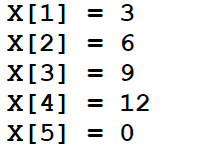 X[1] = 3
X[2] = 6
X[3] = 9
X[4] = 12
X[5] = 0